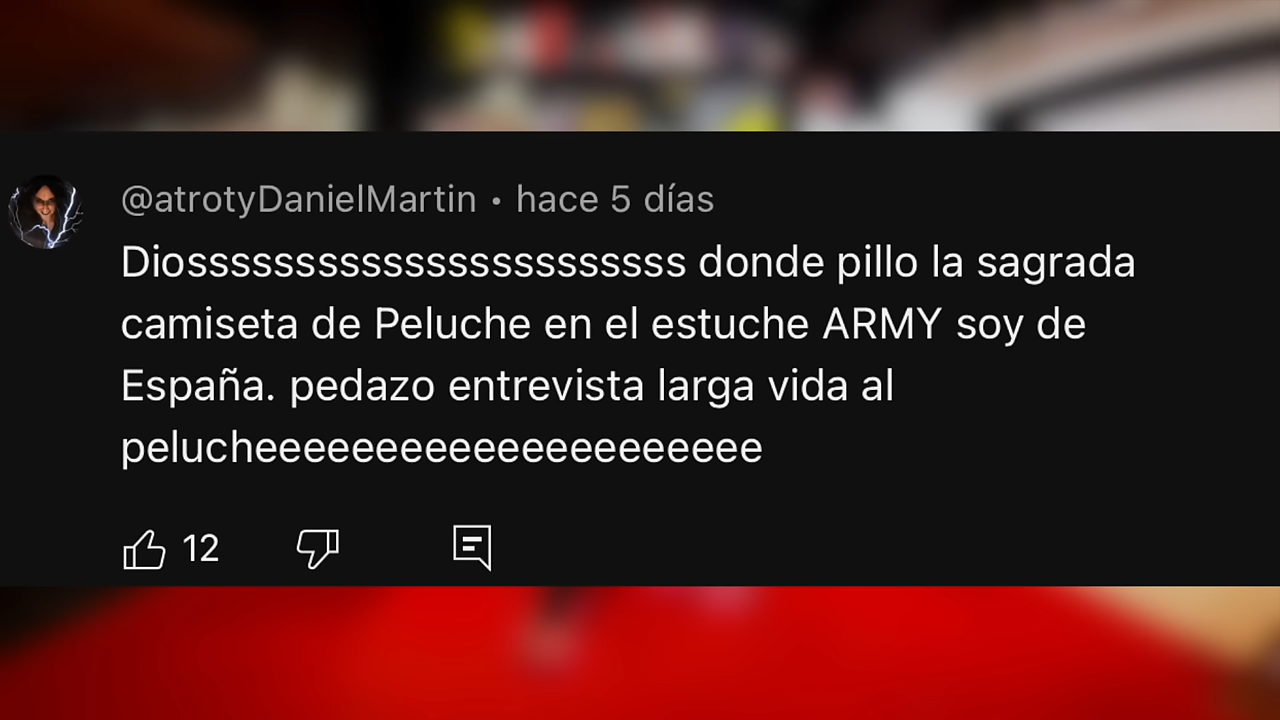 @atrotyDanielMartin • hace 5 días
Diosssssssssssssssssssssss donde pillo la sagrada
camiseta de Peluche en el estuche ARMY soy de
España. pedazo entrevista larga vida al
pelucheeeeeeeeeeeeeeeeeeeee
12